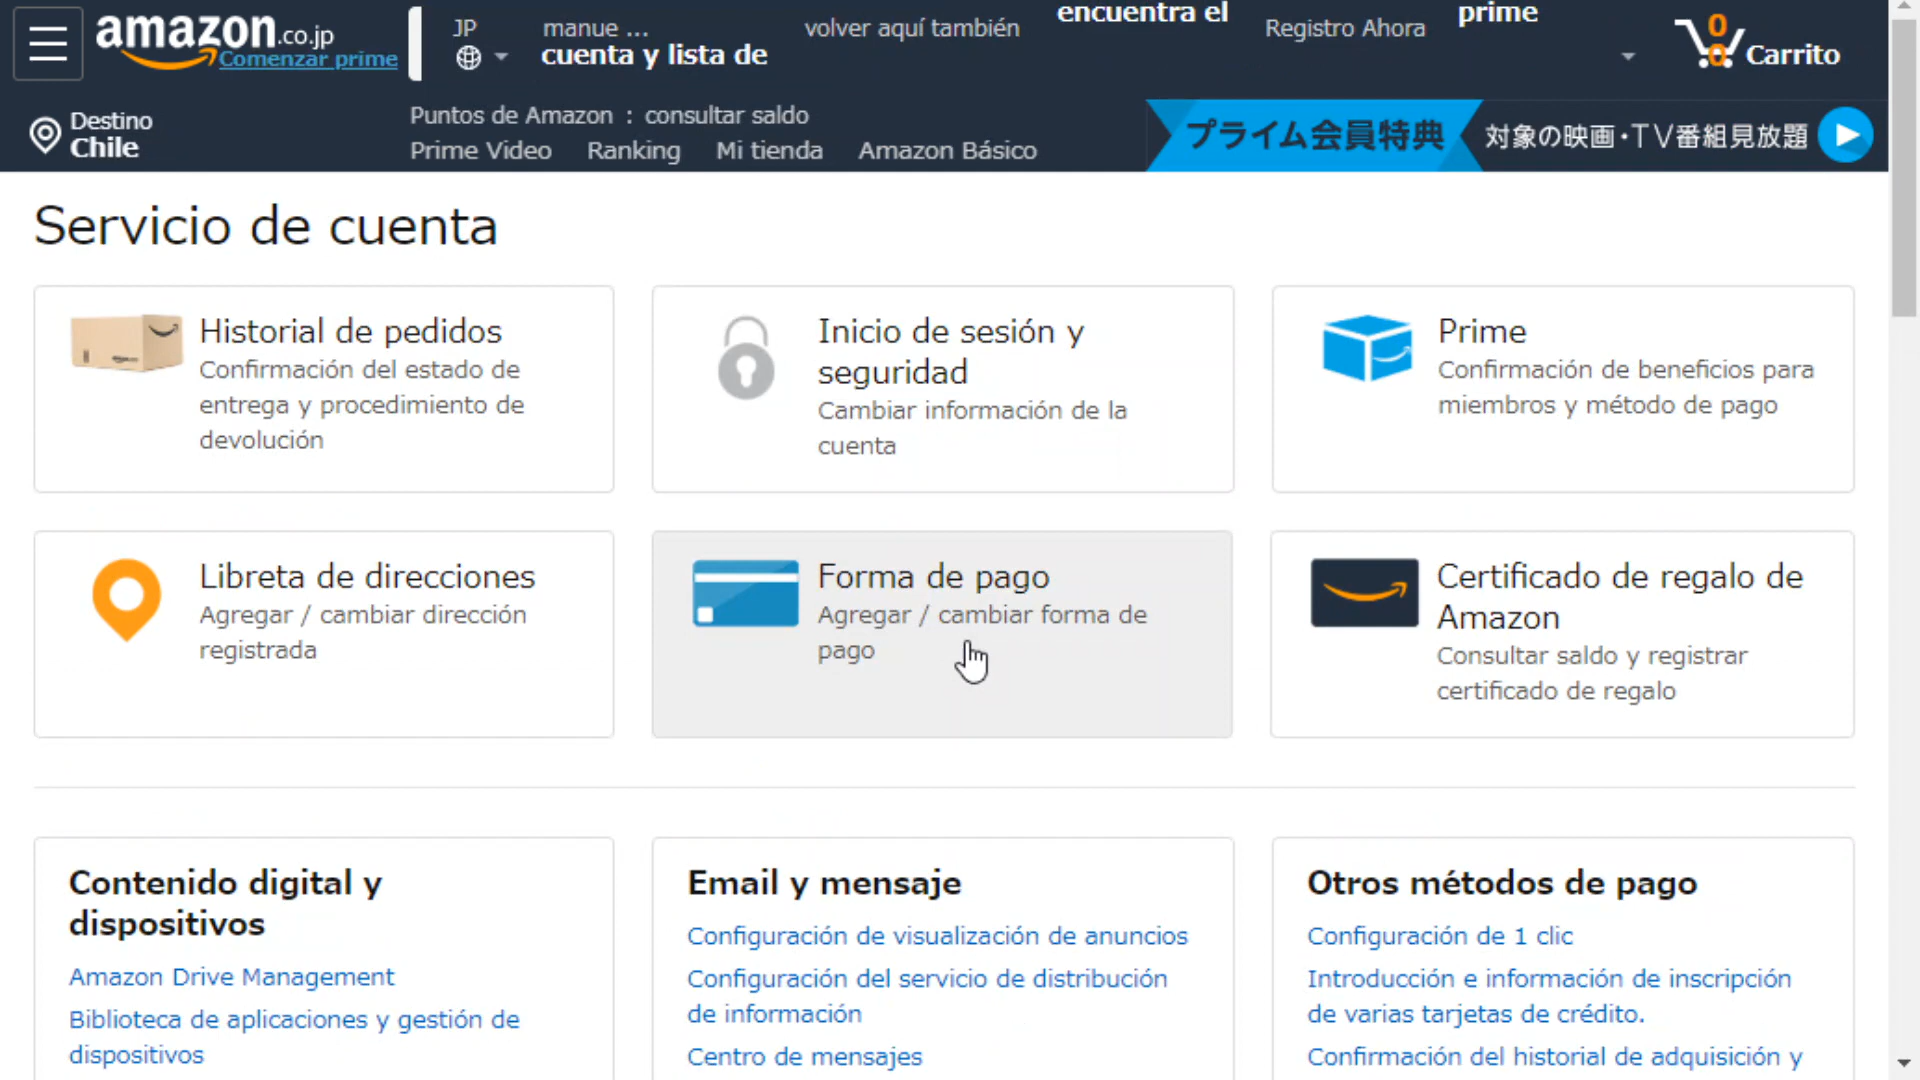 amazon.co.jp
Comenzar prime
JP
manue ...
cuenta y lista de
volver aquí también
encuentra el
Registro Ahora
prime
0
0
Carrito
Destino
Chile
Puntos de Amazon : consultar saldo
Prime Video Ranking Mi tienda Amazon Básico
プライム会員特典
対象の映画・TV番組見放題
Servicio de cuenta
Historial de pedidos
Confirmación del estado de
entrega y procedimiento de
devolución
Inicio de sesión y
seguridad
Cambiar información de la
cuenta
Prime
Confirmación de beneficios para
miembros y método de pago
Libreta de direcciones
Agregar / cambiar dirección
registrada
Forma de pago
Agregar / cambiar forma de
pago
Certificado de regalo de
Amazon
Consultar saldo y registrar
certificado de regalo
Contenido digital y
dispositivos
Amazon Drive Management
Biblioteca de aplicaciones y gestión de
dispositivos
Email y mensaje
Configuración de visualización de anuncios
Configuración del servicio de distribución
de información
Centro de mensajes
Otros métodos de pago
Configuración de 1 clic
Introducción e información de inscripción
de varias tarjetas de crédito.
Confirmación del historial de adquisición y